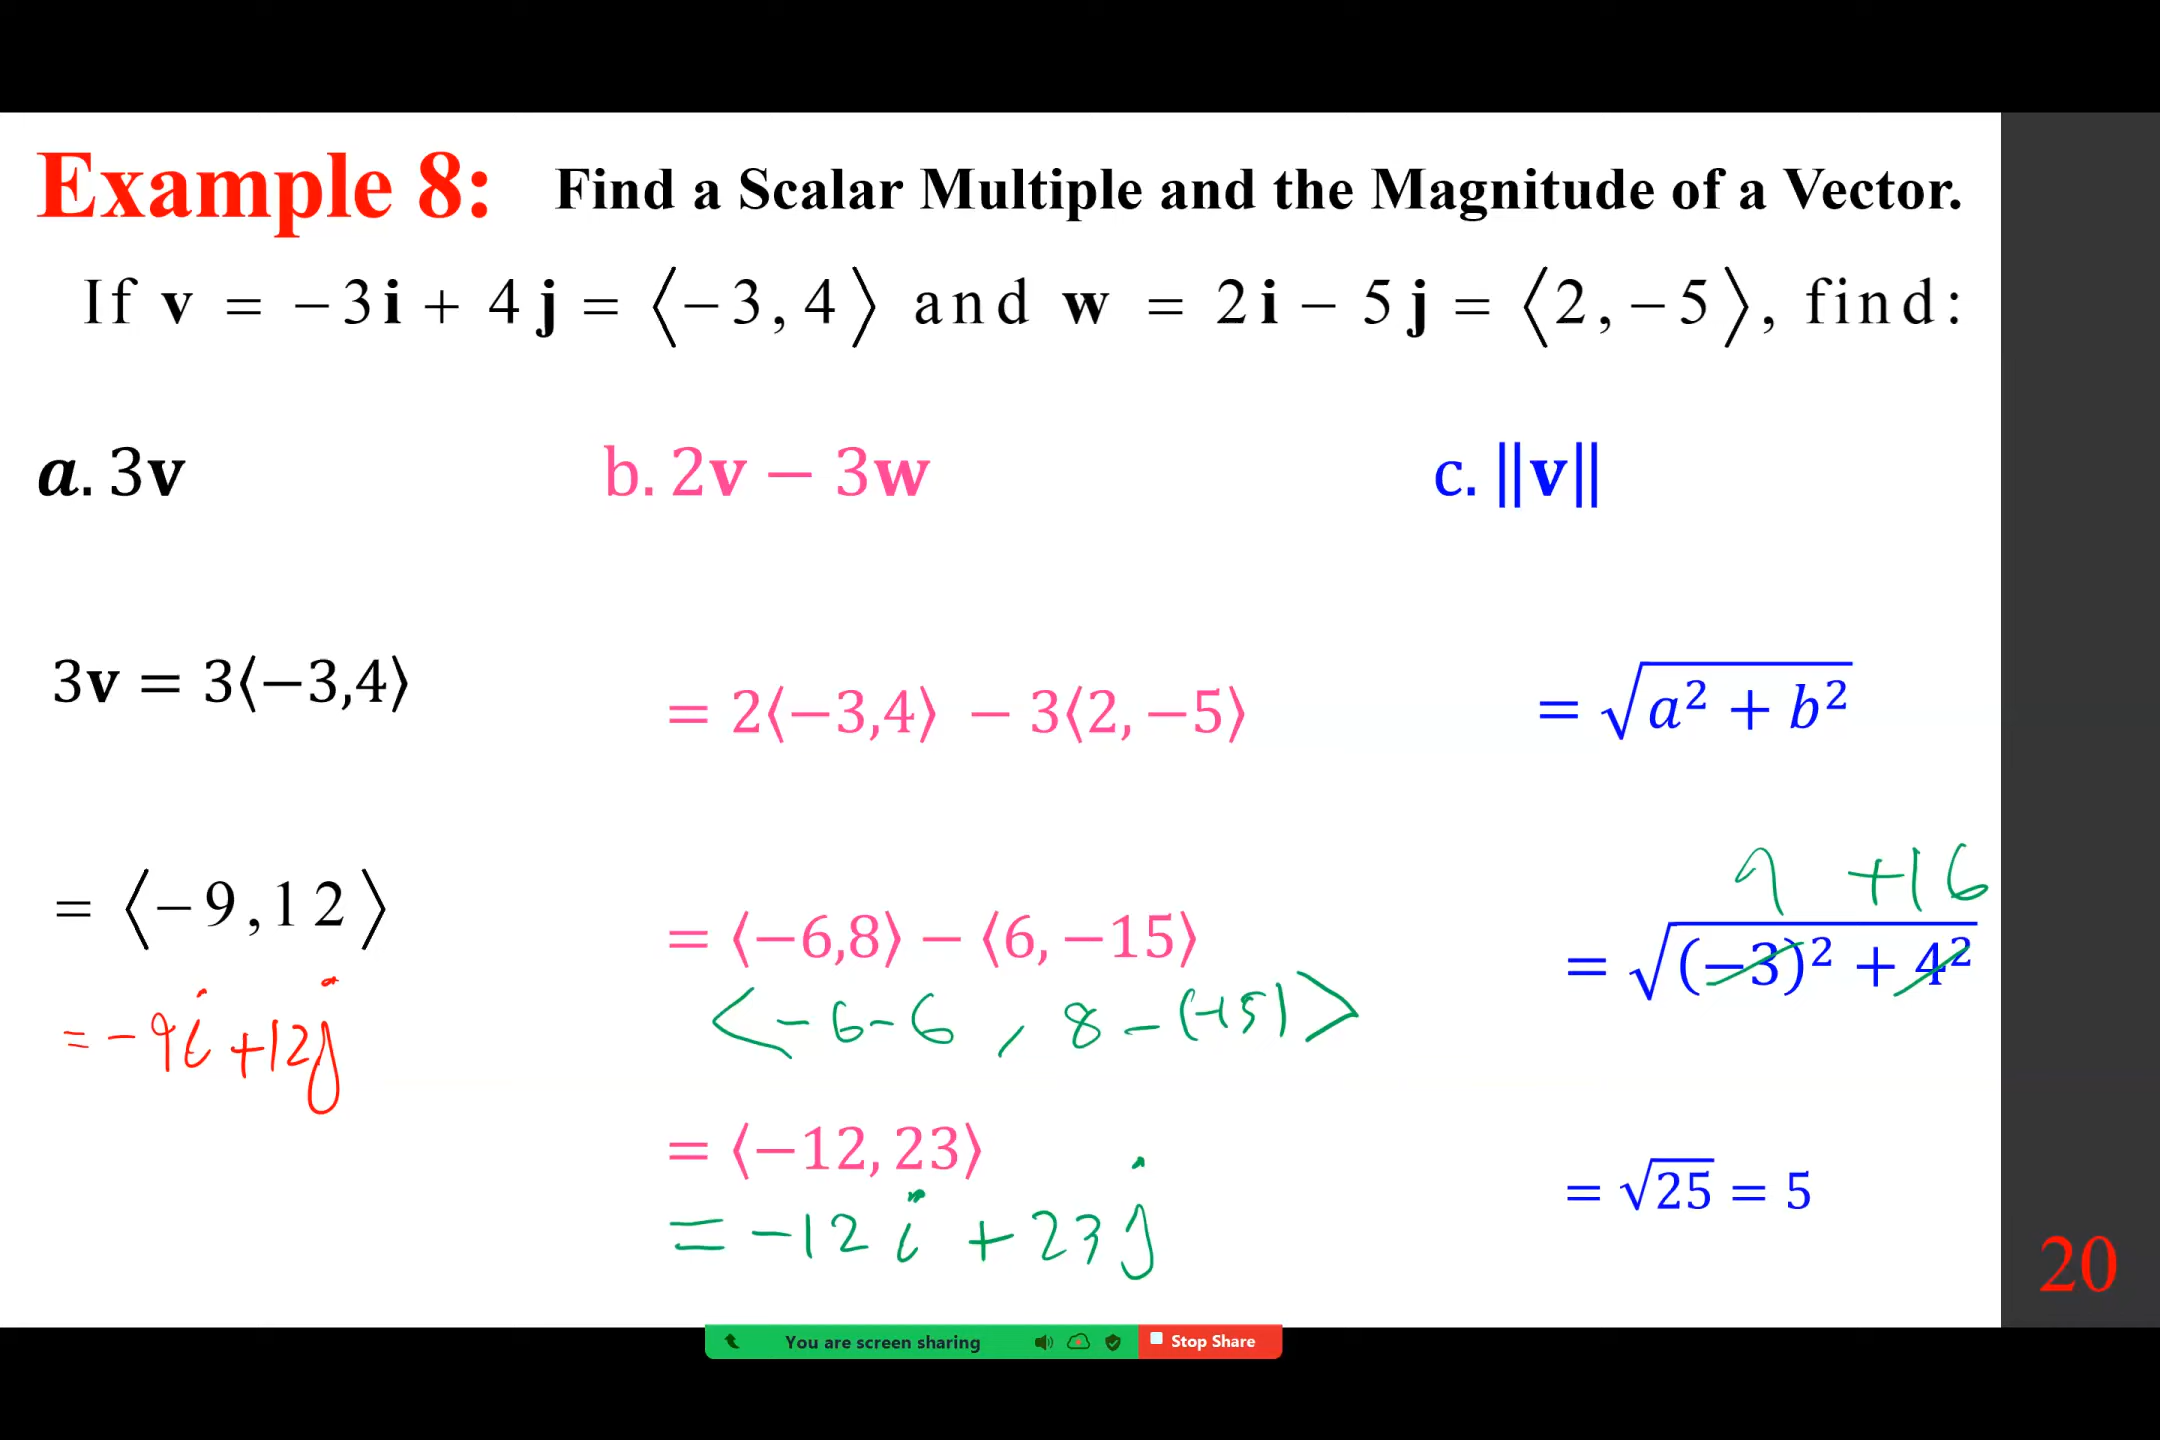 Example 8: Find a Scalar Multiple and the Magnitude of a Vector.
If v = −3i + 4j = ⟨−3, 4⟩ and w = 2i − 5j = ⟨2, −5⟩, find:
a. 3v
b. 2v − 3w
c. ‖v‖
3v = 3⟨−3,4⟩
= ⟨−9,12⟩
= -9i +12j
= 2⟨−3,4⟩ − 3⟨2, −5⟩
= ⟨−6,8⟩ − ⟨6, −15⟩
<-6-6, 8-(-15)>
= ⟨−12, 23⟩
= -12i + 23j
= √(a² + b²)
9 +16
= √((−3)² + 4²)
= √25 = 5
20
You are screen sharing Stop Share